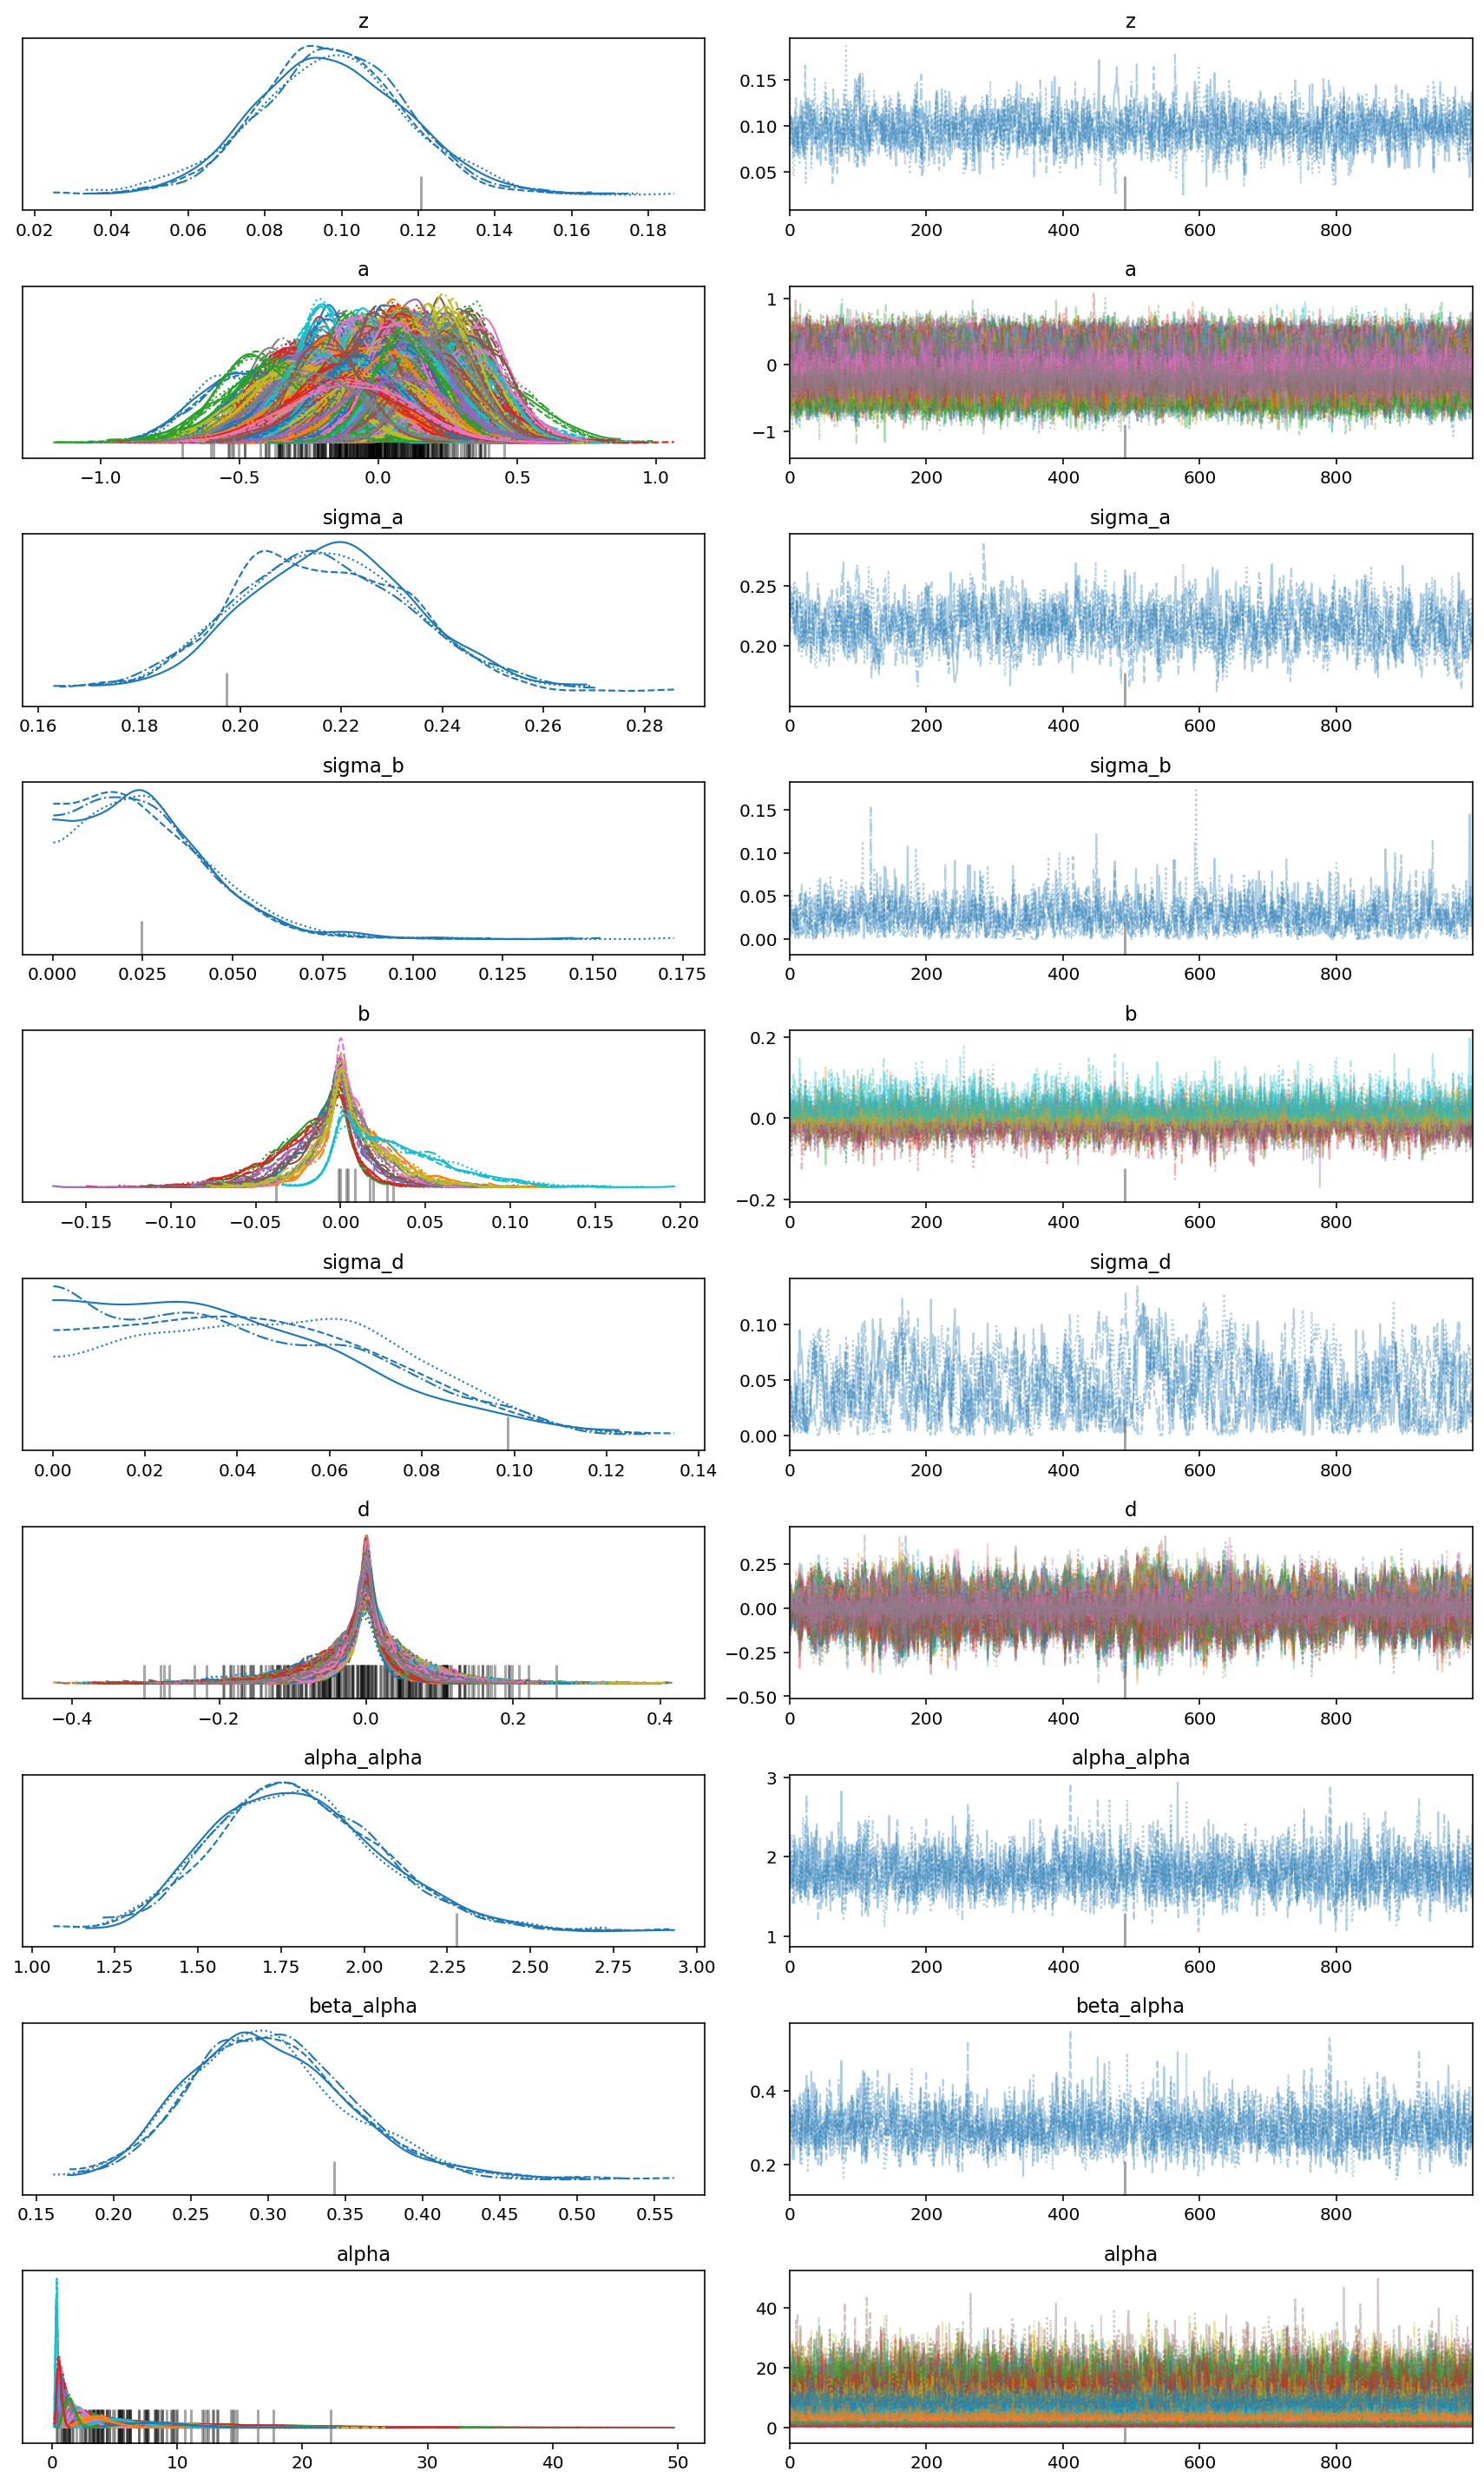 z z
0.15
0.10
0.05
0.02 0.04 0.06 0.08 0.10 0.12 0.14 0.16 0.18 0 200 400 600 800
a a
1
0
−1
−1.0 −0.5 0.0 0.5 1.0 0 200 400 600 800
sigma_a sigma_a
0.25
0.20
0.16 0.18 0.20 0.22 0.24 0.26 0.28 0 200 400 600 800
sigma_b sigma_b
0.15
0.10
0.05
0.00
0.000 0.025 0.050 0.075 0.100 0.125 0.150 0.175 0 200 400 600 800
b b
0.2
0.0
−0.2
−0.15 −0.10 −0.05 0.00 0.05 0.10 0.15 0.20 0 200 400 600 800
sigma_d sigma_d
0.10
0.05
0.00
0.00 0.02 0.04 0.06 0.08 0.10 0.12 0.14 0 200 400 600 800
d d
0.25
0.00
−0.25
−0.50
−0.4 −0.2 0.0 0.2 0.4 0 200 400 600 800
alpha_alpha alpha_alpha
3
2
1
1.00 1.25 1.50 1.75 2.00 2.25 2.50 2.75 3.00 0 200 400 600 800
beta_alpha beta_alpha
0.4
0.2
0.15 0.20 0.25 0.30 0.35 0.40 0.45 0.50 0.55 0 200 400 600 800
alpha alpha
40
20
0
0 10 20 30 40 50 0 200 400 600 800